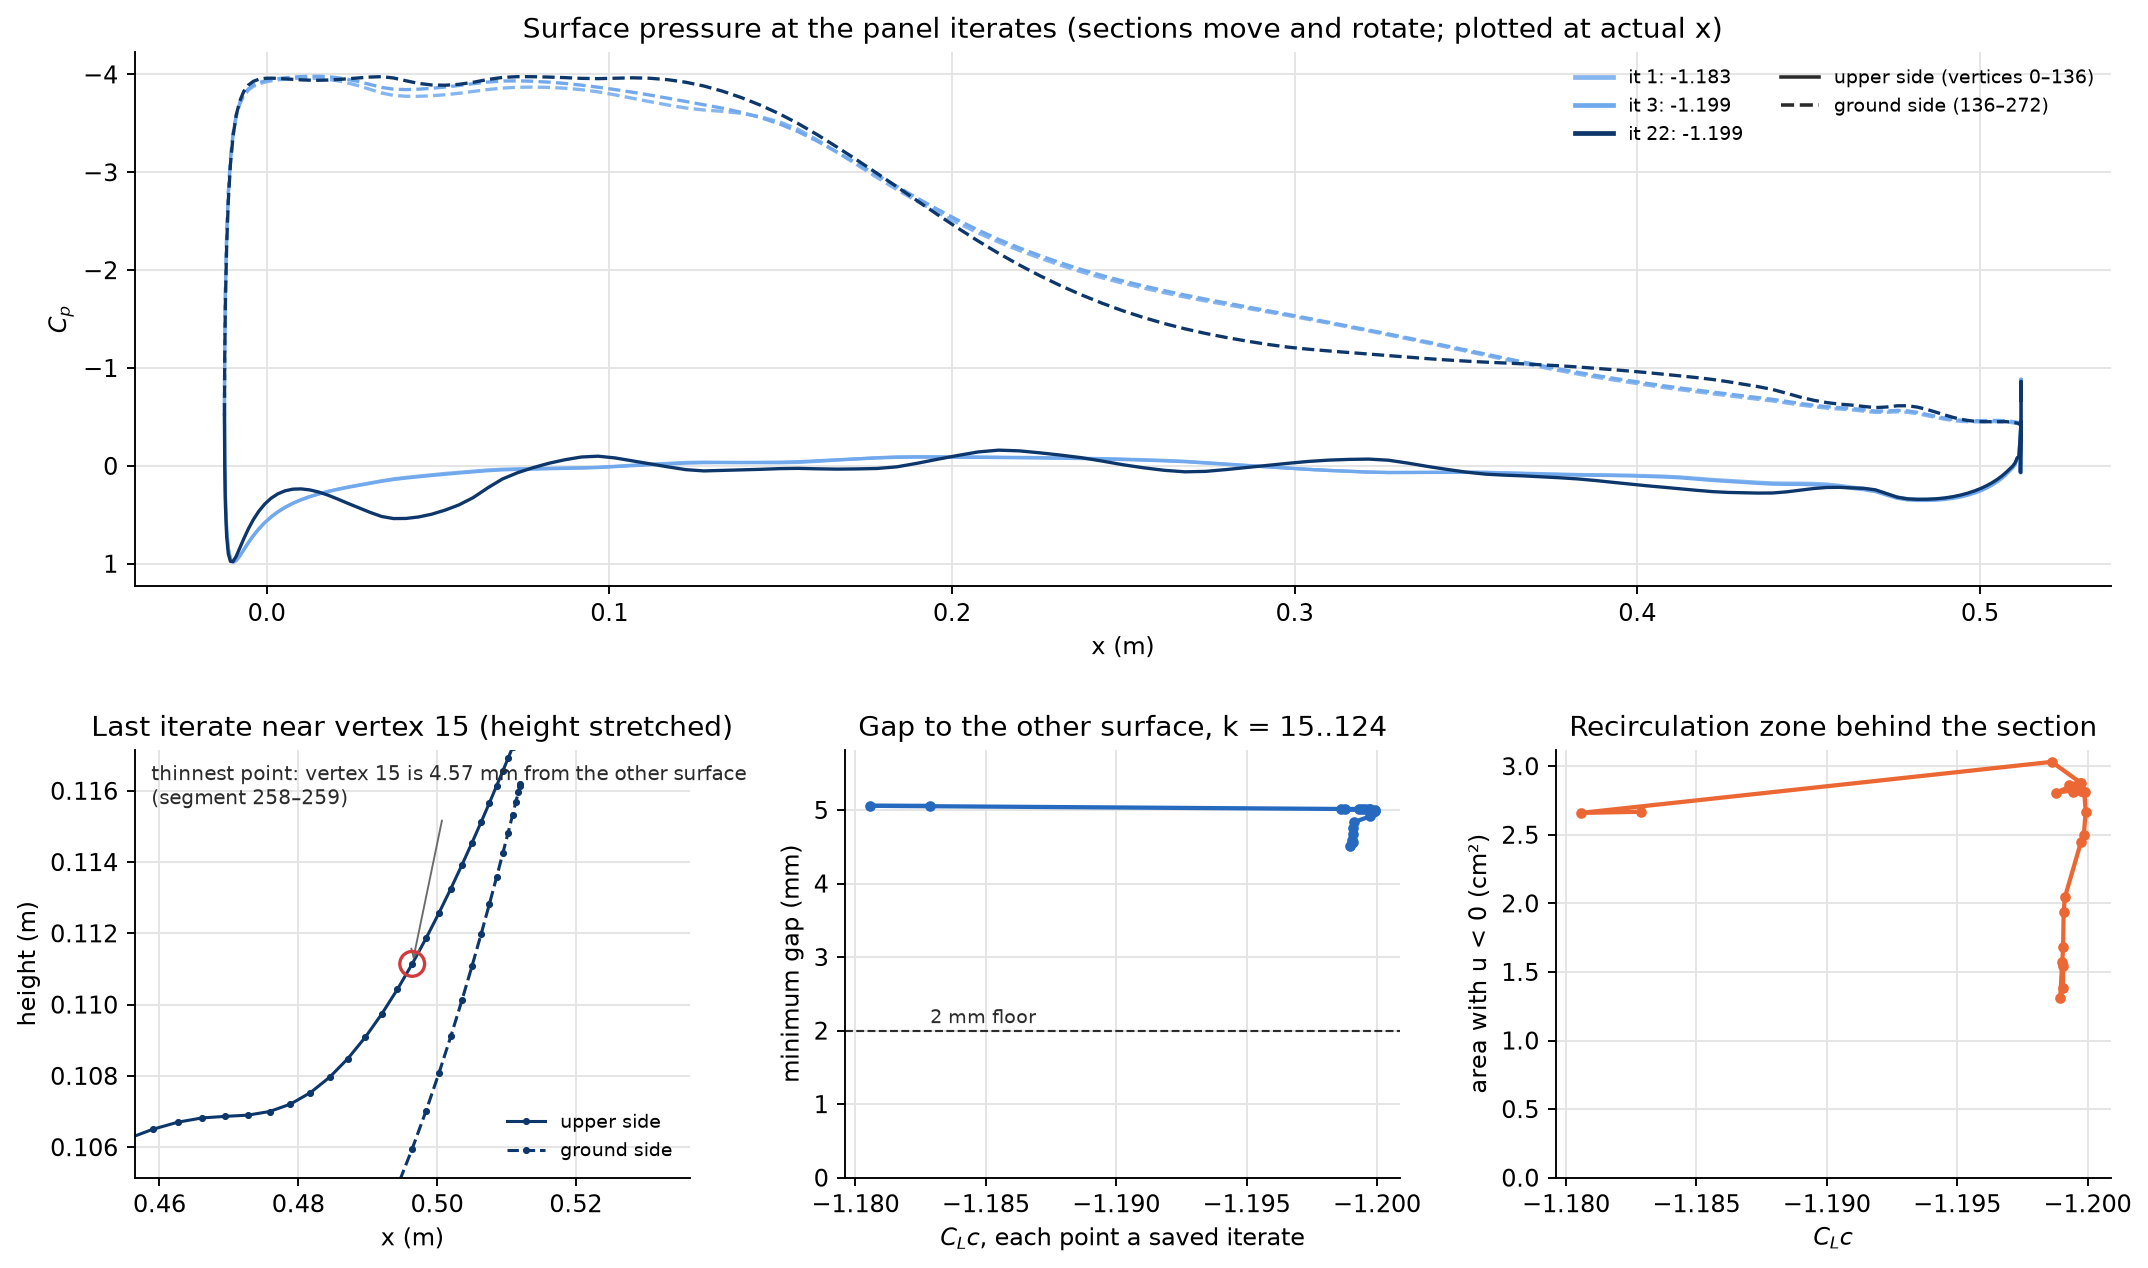 Surface pressure at the panel iterates (sections move and rotate; plotted at actual x)
−4
−3
−2
−1
0
1
C_p
it 1: -1.183
it 3: -1.199
it 22: -1.199
upper side (vertices 0–136)
ground side (136–272)
0.0 0.1 0.2 0.3 0.4 0.5
x (m)
Last iterate near vertex 15 (height stretched)
thinnest point: vertex 15 is 4.57 mm from the other surface
(segment 258–259)
0.116
0.114
0.112
0.110
0.108
0.106
height (m)
upper side
ground side
0.46 0.48 0.50 0.52
x (m)
Gap to the other surface, k = 15..124
5
4
3
2
1
0
minimum gap (mm)
2 mm floor
−1.180 −1.185 −1.190 −1.195 −1.200
C_Lc, each point a saved iterate
Recirculation zone behind the section
3.0
2.5
2.0
1.5
1.0
0.5
0.0
area with u < 0 (cm²)
−1.180 −1.185 −1.190 −1.195 −1.200
C_Lc